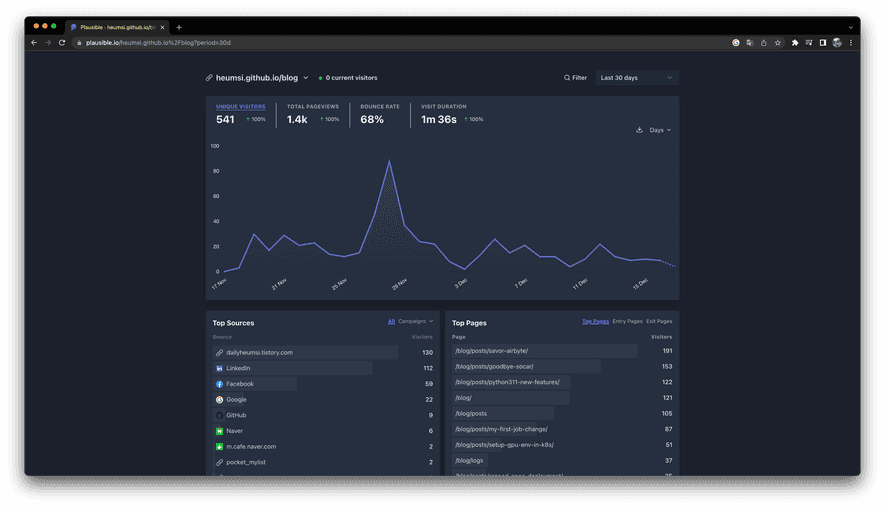 Plausible · heumsi.github.io/bl
plausible.io/heumsi.github.io%2Fblog?period=30d
heumsi.github.io/blog
0 current visitors
Filter
Last 30 days
UNIQUE VISITORS
TOTAL PAGEVIEWS
BOUNCE RATE
VISIT DURATION
541 ↑ 100%
1.4k ↑ 100%
68%
1m 36s ↑ 100%
Days
100
80
60
40
20
0
17 Nov
21 Nov
25 Nov
29 Nov
3 Dec
7 Dec
11 Dec
15 Dec
Top Sources
All Campaigns
Source Visitors
dailyheumsi.tistory.com 130
LinkedIn 112
Facebook 59
Google 22
GitHub 9
Naver 6
m.cafe.naver.com 2
pocket_mylist 2
Top Pages
Top Pages Entry Pages Exit Pages
Page Visitors
/blog/posts/savor-airbyte/ 191
/blog/posts/goodbye-socar/ 153
/blog/posts/python311-new-features/ 122
/blog/ 121
/blog/posts 105
/blog/posts/my-first-job-change/ 87
/blog/posts/setup-gpu-env-in-k8s/ 51
/blog/logs 37